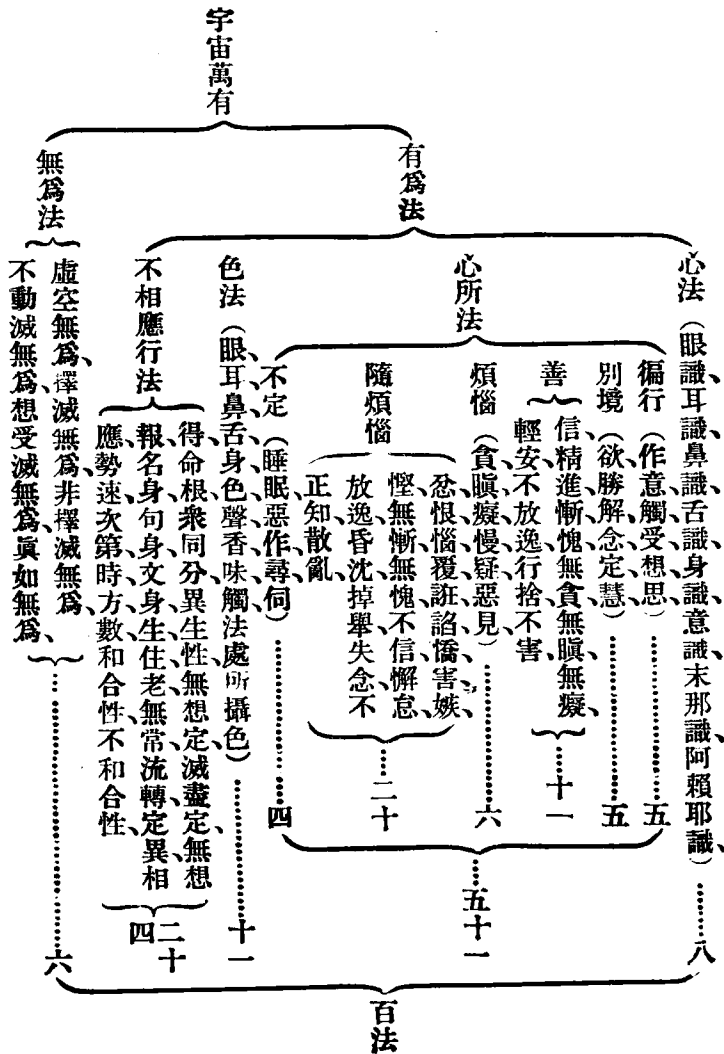 宇宙萬有
有爲法
心法（眼識、耳識、鼻識、舌識、身識、意識、末那識、阿賴耶識、）………八
心所法
徧行（作意、觸、受、想、思、）………五
別境（欲、勝解、念、定、慧、）………五
善
信、精進、慚、愧、無貪、無瞋、無癡、
輕安、不放逸、行捨、不害
………十一
煩惱（貪、瞋、癡、慢、疑、惡見、）………六
隨煩惱
忿、恨、惱、覆、誑、諂、憍、害、嫉、
慳、無慚、無愧、不信、懈怠、
放逸、昏沈、掉舉、失念、不
正知、散亂、
………二十
不定（睡眠、惡作、尋、伺、）………四
………五十一
色法（眼、耳、鼻、舌、身、色、聲、香、味、觸、法處所攝色）………十一
不相應行法
得、命根、衆同分、異生性、無想定、滅盡定、無想
報、名身、句身、文身、生、住、老、無常、流轉、定異、相
應、勢速、次第、時、方、數、和合性、不和合性、
二十
四
無爲法
虛空無爲、擇滅無爲、非擇滅無爲、
不動滅無爲、想受滅無爲、眞如無爲、
………六
百法